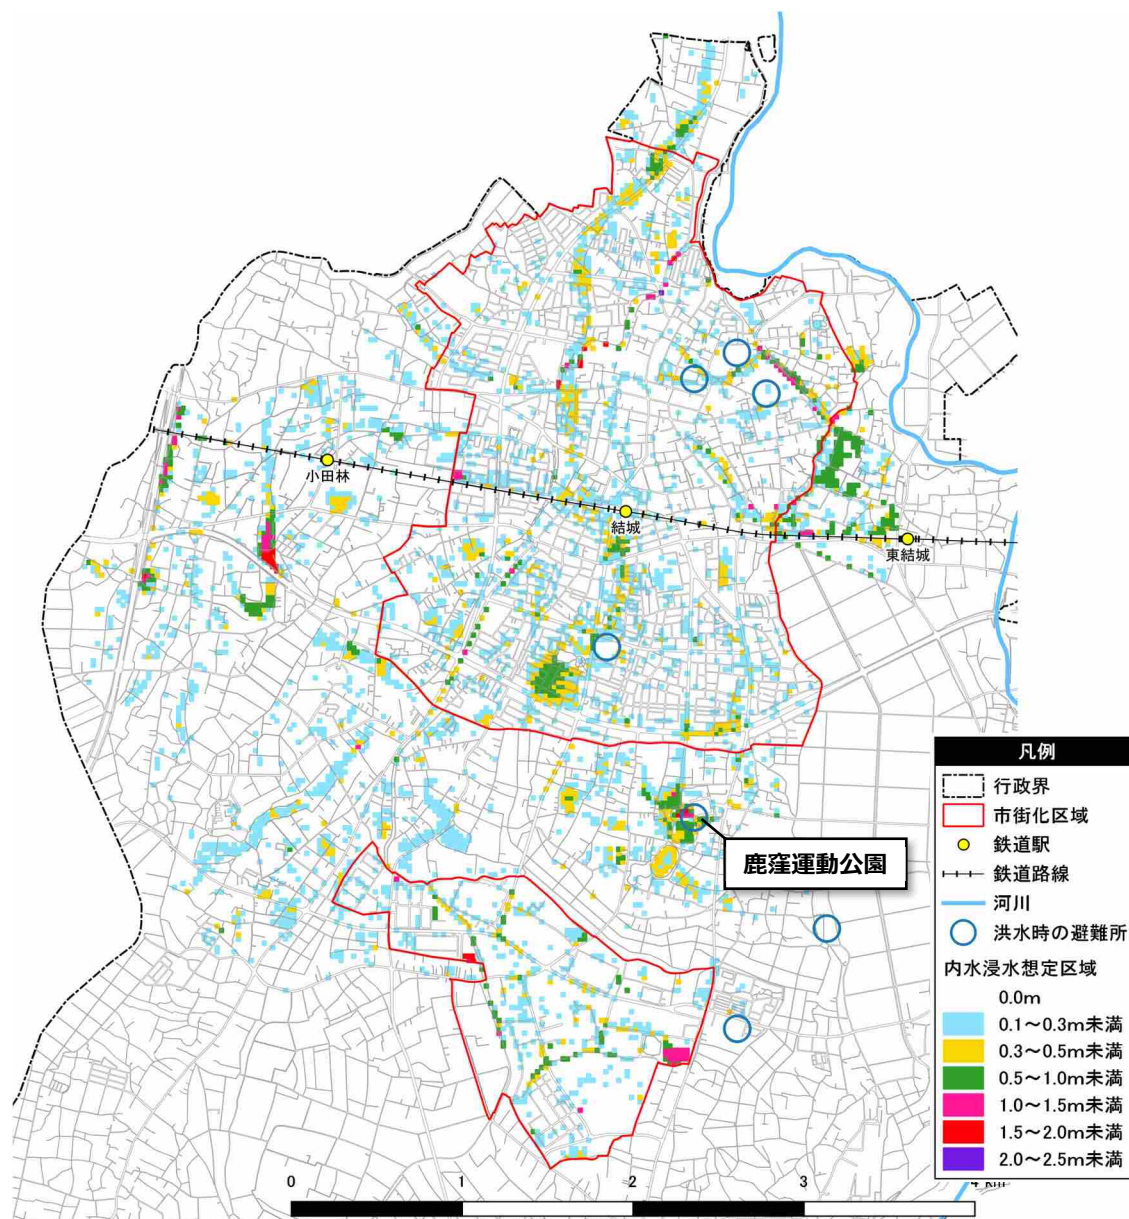 小田林
結城
東結城
鹿窪運動公園
凡例
行政界
市街化区域
鉄道駅
鉄道路線
河川
洪水時の避難所
内水浸水想定区域
0.0m
0.1～0.3m未満
0.3～0.5m未満
0.5～1.0m未満
1.0～1.5m未満
1.5～2.0m未満
2.0～2.5m未満
0 1 2 3 4 km